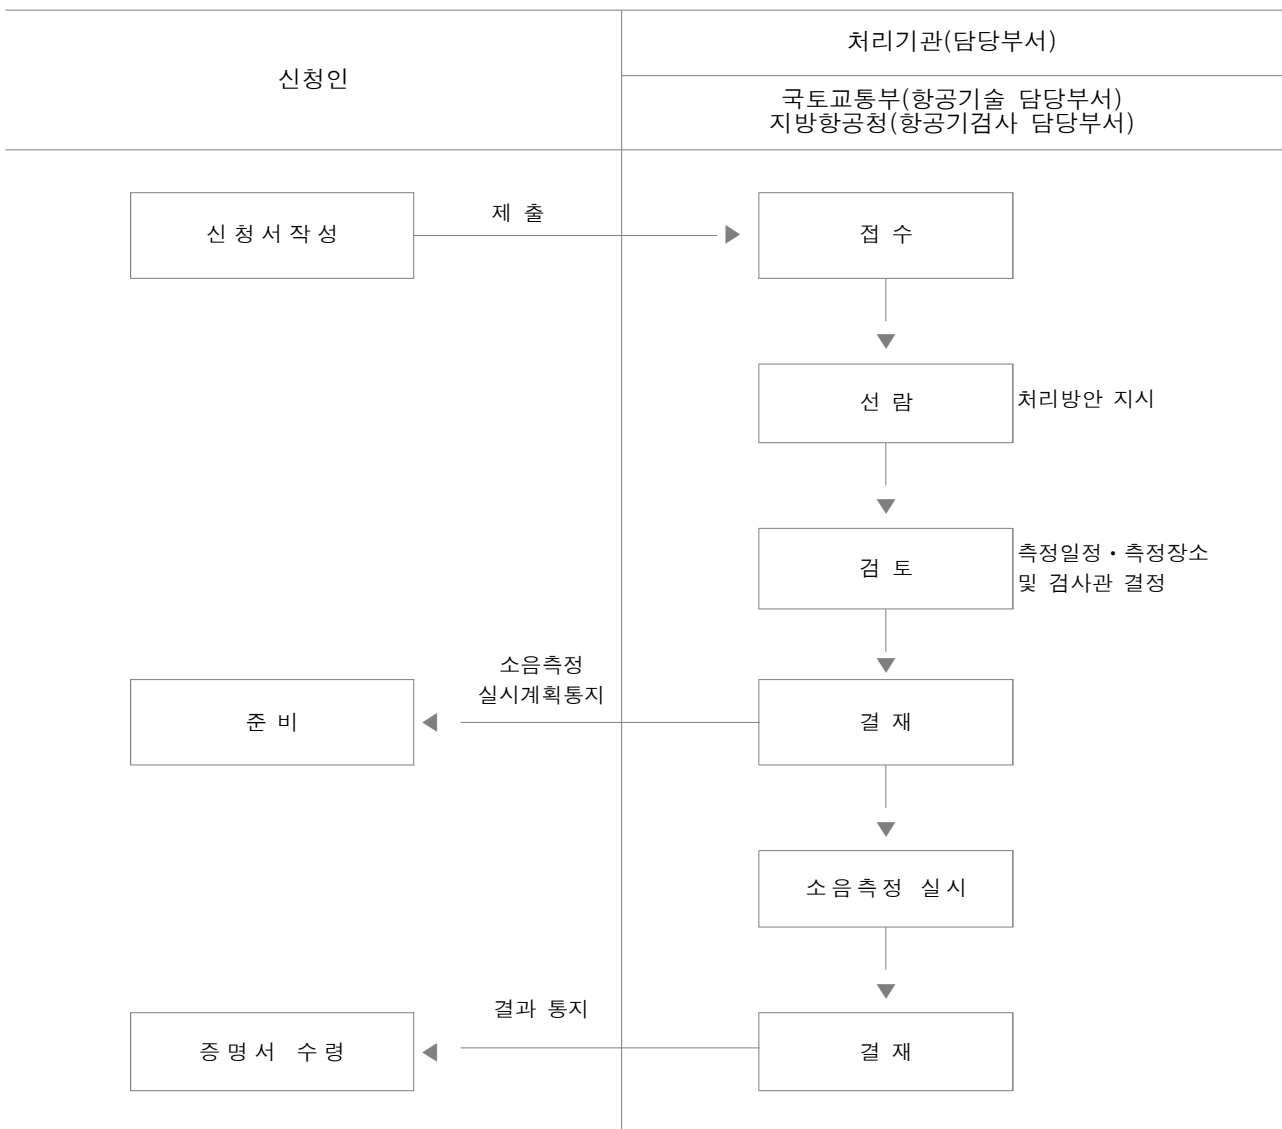 처리기관(담당부서)
신청인
국토교통부(항공기술 담당부서)
지방항공청(항공기검사 담당부서)
제 출
신청서작성
접 수
선 람
처리방안 지시
검 토
측정일정·측정장소
및 검사관 결정
소음측정
실시계획통지
준 비
결 재
소음측정 실시
결과 통지
증명서 수령
결 재